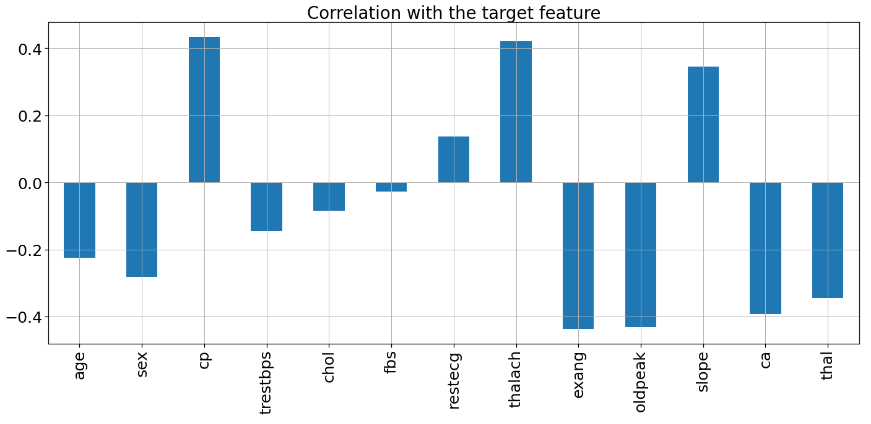 Correlation with the target feature
0.4
0.2
0.0
−0.2
−0.4
age
sex
cp
trestbps
chol
fbs
restecg
thalach
exang
oldpeak
slope
ca
thal